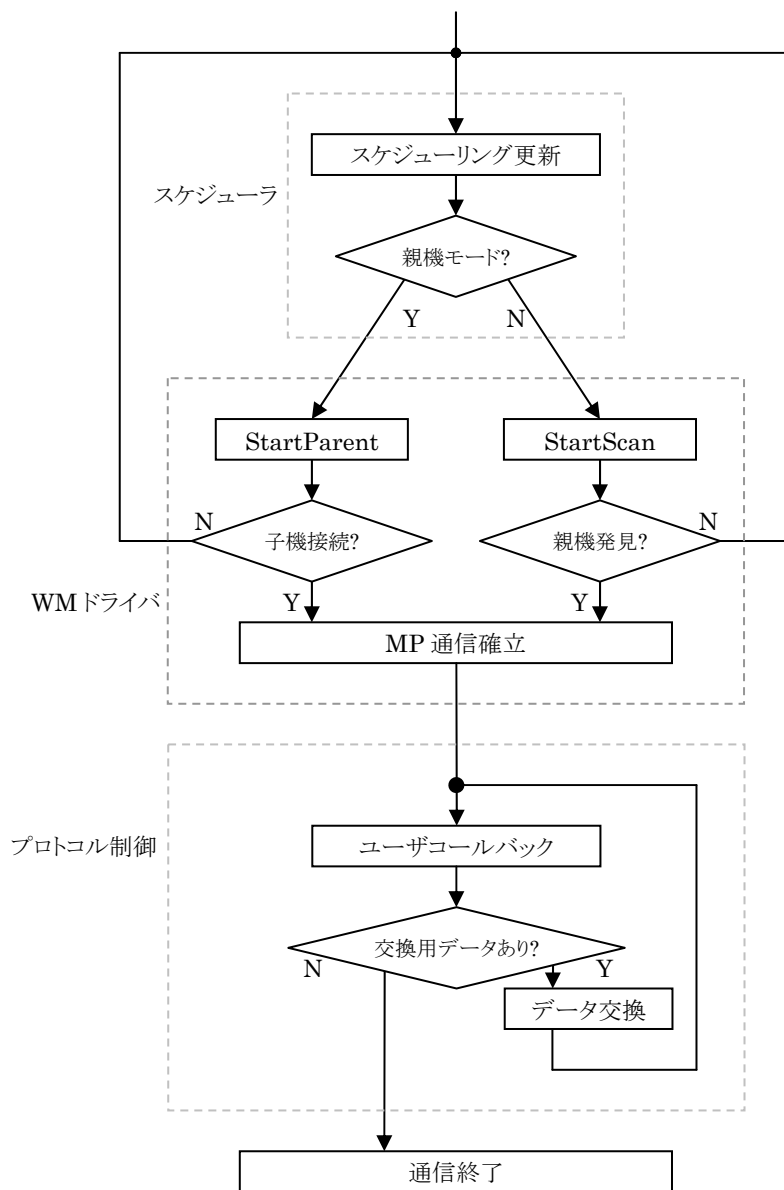 スケジューリング更新
スケジューラ
親機モード?
Y
N
StartParent
StartScan
N
子機接続?
親機発見?
N
WMドライバ
Y
Y
MP 通信確立
プロトコル制御
ユーザコールバック
交換用データあり?
N
Y
データ交換
通信終了